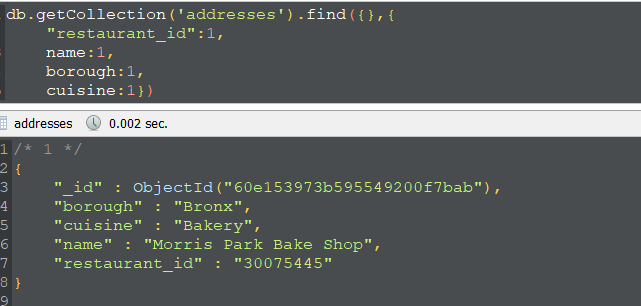 db.getCollection('addresses').find({},{
"restaurant_id":1,
name:1,
borough:1,
cuisine:1})
addresses 0.002 sec.
1 /* 1 */
2 {
3 "_id" : ObjectId("60e153973b595549200f7bab"),
4 "borough" : "Bronx",
5 "cuisine" : "Bakery",
6 "name" : "Morris Park Bake Shop",
7 "restaurant_id" : "30075445"
8 }
9